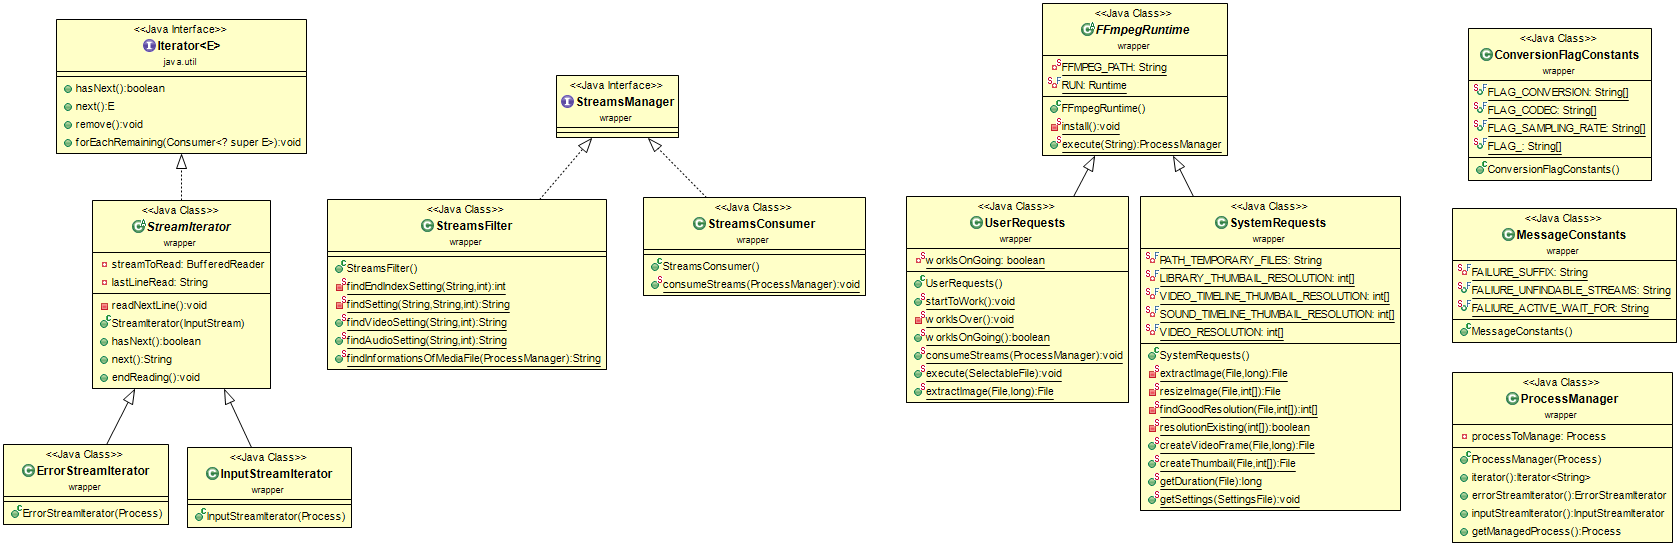 <<Java Interface>>
Iterator<E>
java.util
hasNext():boolean
next():E
remove():void
forEachRemaining(Consumer<? super E>):void
<<Java Class>>
StreamIterator
wrapper
streamToRead: BufferedReader
lastLineRead: String
readNextLine():void
StreamIterator(InputStream)
hasNext():boolean
next():String
endReading():void
<<Java Class>>
ErrorStreamIterator
wrapper
ErrorStreamIterator(Process)
<<Java Class>>
InputStreamIterator
wrapper
InputStreamIterator(Process)
<<Java Interface>>
StreamsManager
wrapper
<<Java Class>>
StreamsFilter
wrapper
StreamsFilter()
findEndIndexSetting(String,int):int
findSetting(String,String,int):String
findVideoSetting(String,int):String
findAudioSetting(String,int):String
findInformationsOfMediaFile(ProcessManager):String
<<Java Class>>
StreamsConsumer
wrapper
StreamsConsumer()
consumeStreams(ProcessManager):void
<<Java Class>>
FFmpegRuntime
wrapper
FFMPEG_PATH: String
RUN: Runtime
FFmpegRuntime()
install():void
execute(String):ProcessManager
<<Java Class>>
UserRequests
wrapper
workIsOnGoing: boolean
UserRequests()
startToWork():void
workIsOver():void
workIsOnGoing():boolean
consumeStreams(ProcessManager):void
execute(SelectableFile):void
extractImage(File,long):File
<<Java Class>>
SystemRequests
wrapper
PATH_TEMPORARY_FILES: String
LIBRARY_THUMBAIL_RESOLUTION: int[]
VIDEO_TIMELINE_THUMBAIL_RESOLUTION: int[]
SOUND_TIMELINE_THUMBAIL_RESOLUTION: int[]
VIDEO_RESOLUTION: int[]
SystemRequests()
extractImage(File,long):File
resizeImage(File,int[]):File
findGoodResolution(File,int[]):int[]
resolutionExisting(int[]):boolean
createVideoFrame(File,long):File
createThumbail(File,int[]):File
getDuration(File):long
getSettings(SettingsFile):void
<<Java Class>>
ConversionFlagConstants
wrapper
FLAG_CONVERSION: String[]
FLAG_CODEC: String[]
FLAG_SAMPLING_RATE: String[]
FLAG_: String[]
ConversionFlagConstants()
<<Java Class>>
MessageConstants
wrapper
FAILURE_SUFFIX: String
FALIURE_UNFINDABLE_STREAMS: String
FALIURE_ACTIVE_WAIT_FOR: String
MessageConstants()
<<Java Class>>
ProcessManager
wrapper
processToManage: Process
ProcessManager(Process)
iterator():Iterator<String>
errorStreamIterator():ErrorStreamIterator
inputStreamIterator():InputStreamIterator
getManagedProcess():Process